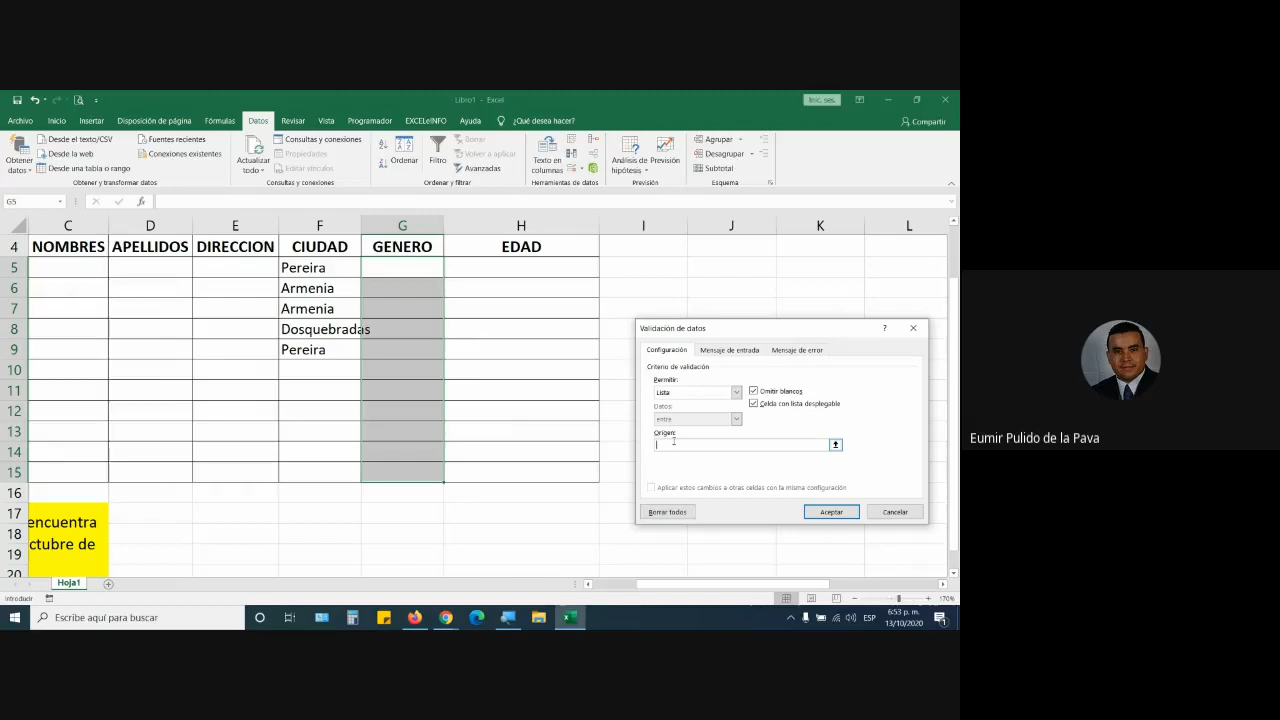 Libro1 - Excel
Inic. ses.
Archivo Inicio Insertar Disposición de página Fórmulas Datos Revisar Vista Programador EXCELeINFO Ayuda ¿Qué desea hacer? Compartir
Obtener datos
Desde el texto/CSV
Desde la web
Desde una tabla o rango
Fuentes recientes
Conexiones existentes
Obtener y transformar datos
Actualizar todo
Consultas y conexiones
Propiedades
Editar vínculos
Consultas y conexiones
Ordenar
Filtro
Borrar
Volver a aplicar
Avanzadas
Ordenar y filtrar
Texto en columnas
Herramientas de datos
Análisis de hipótesis
Previsión
Previsión
Agrupar
Desagrupar
Subtotal
Esquema
G5
C D E F G H I J K L
4 NOMBRES APELLIDOS DIRECCION CIUDAD GENERO EDAD
5 Pereira
6 Armenia
7 Armenia
8 Dosquebradas
9 Pereira
10
11
12
13
14
15
16
17 encuentra
18 ctubre de
19
20
Validación de datos ?
Configuración Mensaje de entrada Mensaje de error
Criterio de validación
Permitir:
Lista
Omitir blancos
Celda con lista desplegable
Datos:
entre
Origen:
Aplicar estos cambios a otras celdas con la misma configuración
Borrar todos Aceptar Cancelar
Hoja1
Introducir 170%
Escribe aquí para buscar
ESP
6:53 p. m.
13/10/2020
1
Eumir Pulido de la Pava